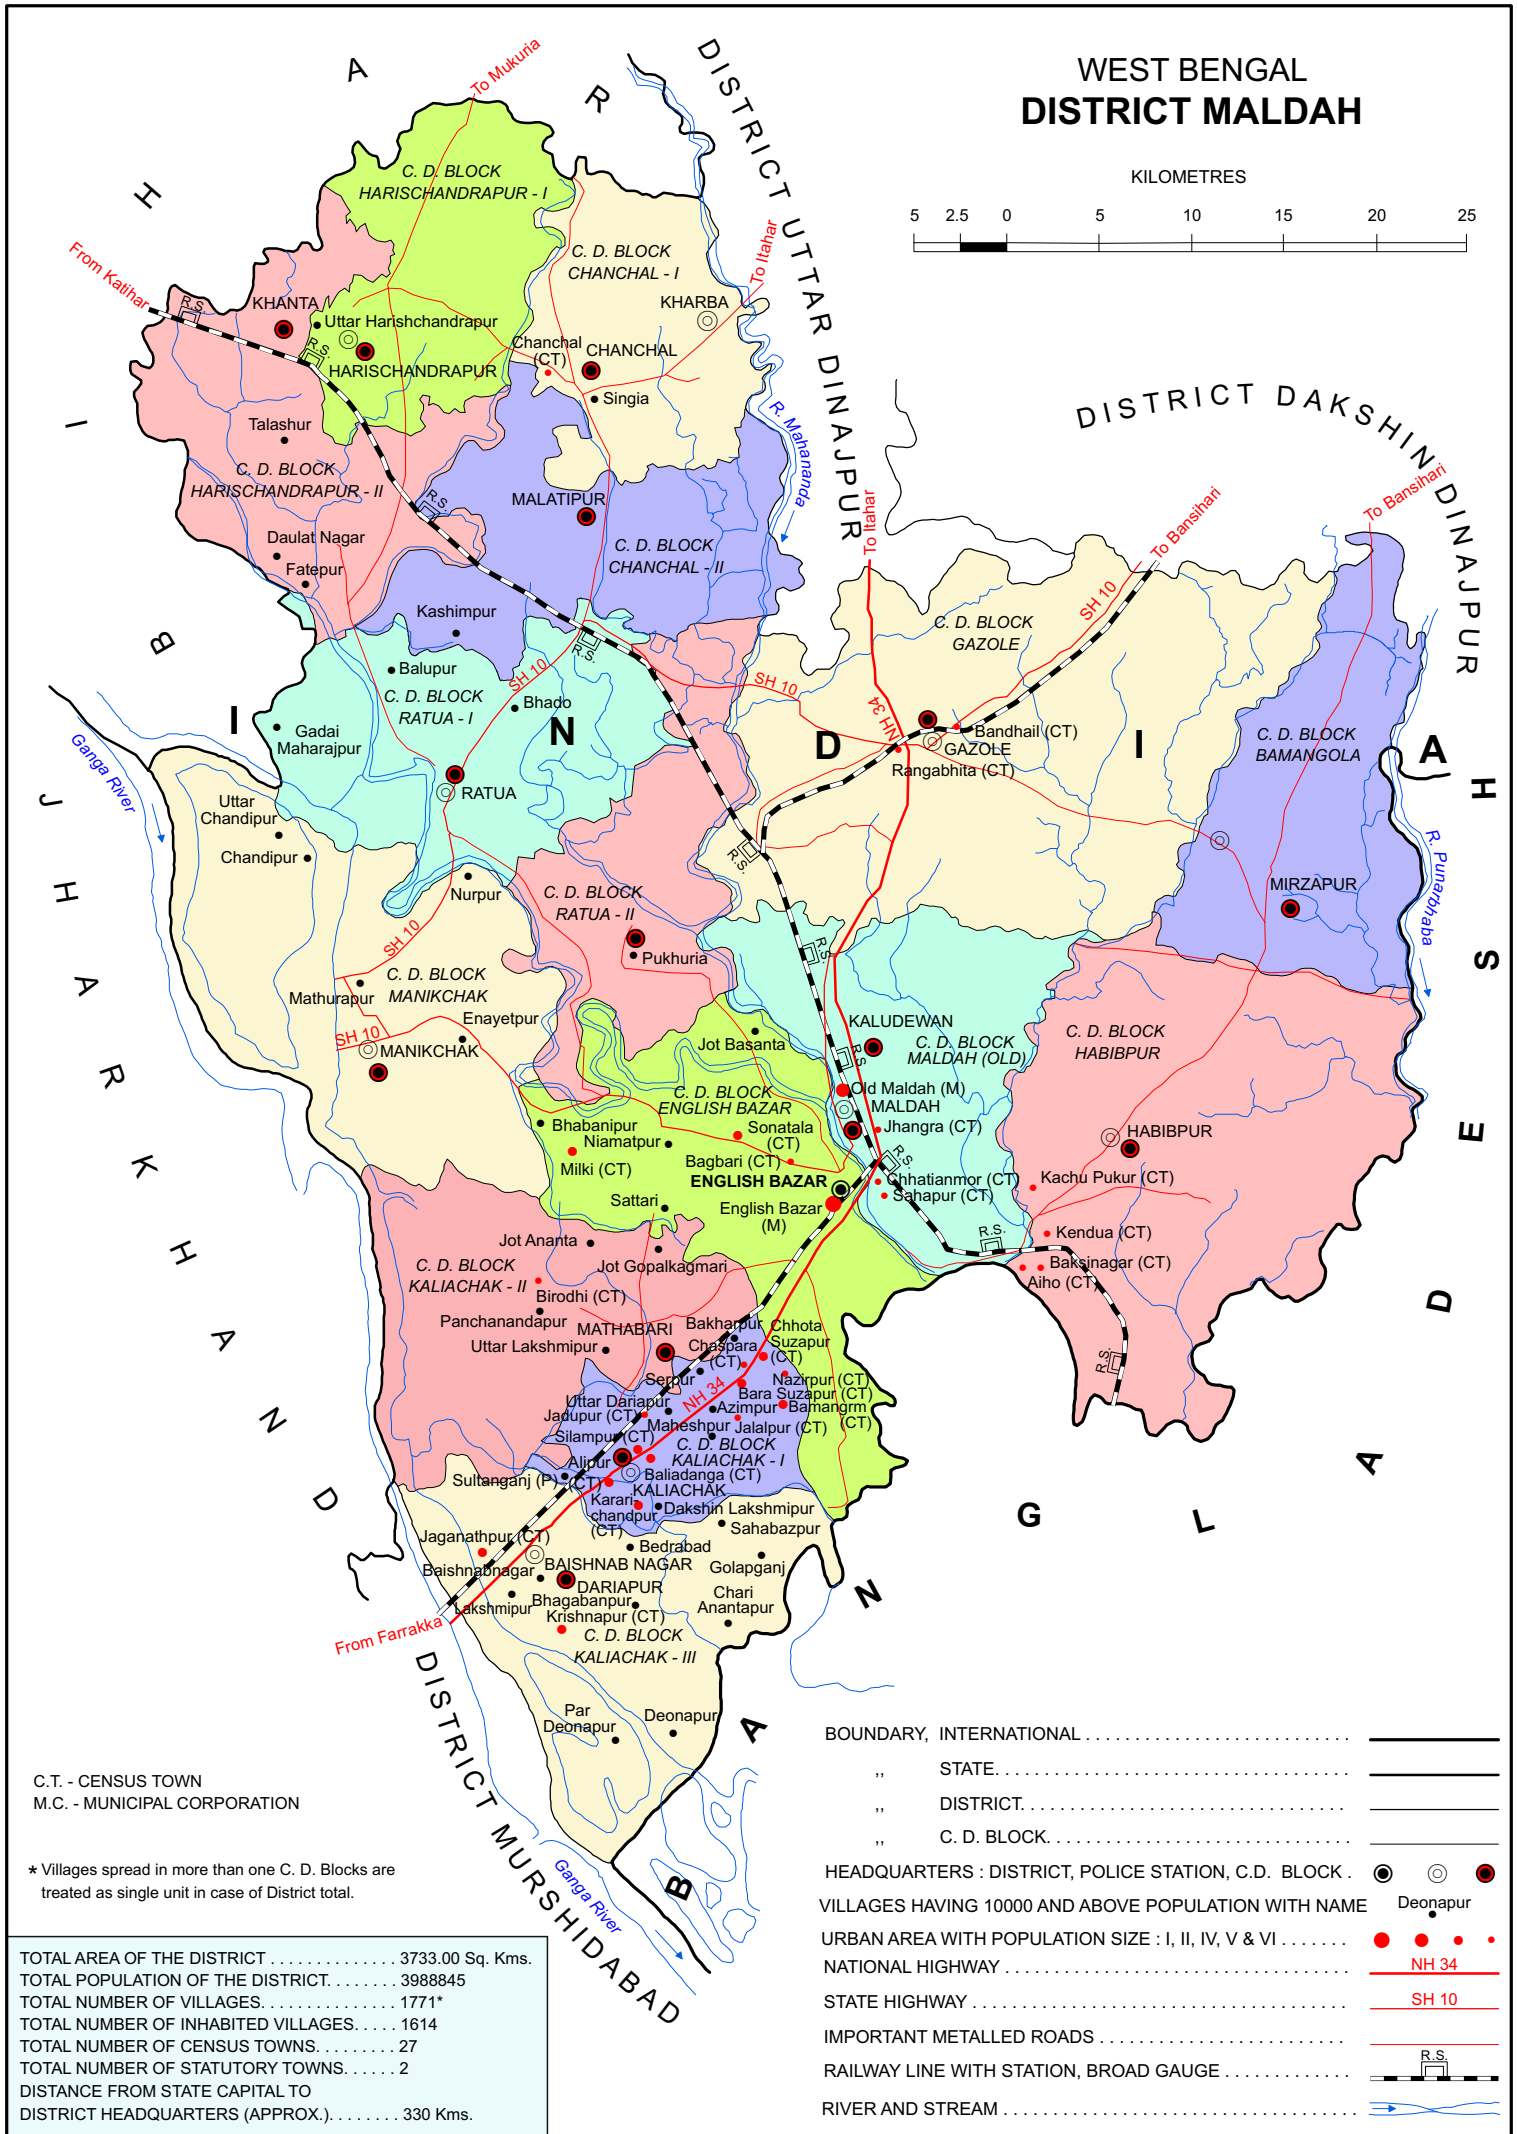 WEST BENGAL
DISTRICT MALDAH
KILOMETRES
5 2.5 0 5 10 15 20 25
BIHAR
JHARKHAND
INDIA
BANGLADESH
DISTRICT UTTAR DINAJPUR
DISTRICT DAKSHIN DINAJPUR
DISTRICT MURSHIDABAD
To Mukuria
From Katihar
To Itahar
To Itahar
To Bansihari
To Bansihari
From Farrakka
R. Mahananda
R. Punarbhaba
Ganga River
Ganga River
C. D. BLOCK
HARISCHANDRAPUR - I
C. D. BLOCK
CHANCHAL - I
KHARBA
R.S.
KHANTA
Uttar Harishchandrapur
R.S.
HARISCHANDRAPUR
Chanchal
(CT)
CHANCHAL
Singia
Talashur
C. D. BLOCK
HARISCHANDRAPUR - II
R.S.
MALATIPUR
C. D. BLOCK
CHANCHAL - II
Daulat Nagar
Fatepur
Kashimpur
R.S.
Balupur
C. D. BLOCK
RATUA - I
SH 10
Bhado
Gadai
Maharajpur
RATUA
SH 10
C. D. BLOCK
GAZOLE
SH 10
NH 34
Bandhail (CT)
GAZOLE
Rangabhita (CT)
C. D. BLOCK
BAMANGOLA
MIRZAPUR
Uttar
Chandipur
Chandipur
R.S.
Nurpur
C. D. BLOCK
RATUA - II
Pukhuria
SH 10
C. D. BLOCK
MANIKCHAK
Mathurapur
Enayetpur
SH 10
MANIKCHAK
R.S.
Jot Basanta
KALUDEWAN
C. D. BLOCK
MALDAH (OLD)
R.S
C. D. BLOCK
HABIBPUR
C. D. BLOCK
ENGLISH BAZAR
Old Maldah (M)
MALDAH
Bhabanipur
Niamatpur
Sonatala
(CT)
Jhangra (CT)
HABIBPUR
Milki (CT)
Bagbari (CT)
R.S.
ENGLISH BAZAR
Chhatianmor (CT)
Sahapur (CT)
Kachu Pukur (CT)
Sattari
English Bazar
(M)
R.S.
Kendua (CT)
Jot Ananta
Jot Gopalkagmari
Baksinagar (CT)
Aiho (CT)
C. D. BLOCK
KALIACHAK - II
Birodhi (CT)
Panchanandapur
MATHABARI
Uttar Lakshmipur
Bakharpur
Chhota
Suzapur
(CT)
Chaspara
(CT)
Serpur
R.S.
Nazirpur (CT)
Bara Suzapur (CT)
NH 34
Uttar Dariapur
Jadupur (CT)
Azimpur
Bamangrm
(CT)
Maheshpur
Jalalpur (CT)
Silampur (CT)
C. D. BLOCK
KALIACHAK - I
Alipur
(CT)
Sultanganj (P)
Baliadanga (CT)
KALIACHAK
Karari-
chandpur
(CT)
Dakshin Lakshmipur
Sahabazpur
Jaganathpur (CT)
Bedrabad
BAISHNAB NAGAR
Golapganj
Baishnabnagar
DARIAPUR
Lakshmipur
Bhagabanpur
Chari
Anantapur
Krishnapur (CT)
C. D. BLOCK
KALIACHAK - III
Par
Deonapur
Deonapur
C.T. - CENSUS TOWN
M.C. - MUNICIPAL CORPORATION
* Villages spread in more than one C. D. Blocks are
treated as single unit in case of District total.
TOTAL AREA OF THE DISTRICT . . . . . . . . . . . . . . 3733.00 Sq. Kms.
TOTAL POPULATION OF THE DISTRICT. . . . . . . . 3988845
TOTAL NUMBER OF VILLAGES. . . . . . . . . . . . . . . 1771*
TOTAL NUMBER OF INHABITED VILLAGES. . . . . 1614
TOTAL NUMBER OF CENSUS TOWNS. . . . . . . . . 27
TOTAL NUMBER OF STATUTORY TOWNS. . . . . . 2
DISTANCE FROM STATE CAPITAL TO
DISTRICT HEADQUARTERS (APPROX.). . . . . . . . 330 Kms.
BOUNDARY, INTERNATIONAL . . . . . . . . . . . . . . . . . . . . . . . . . . .
,, STATE. . . . . . . . . . . . . . . . . . . . . . . . . . . . . . . . . . . .
,, DISTRICT. . . . . . . . . . . . . . . . . . . . . . . . . . . . . . . . .
,, C. D. BLOCK. . . . . . . . . . . . . . . . . . . . . . . . . . . . . . .
HEADQUARTERS : DISTRICT, POLICE STATION, C.D. BLOCK .
VILLAGES HAVING 10000 AND ABOVE POPULATION WITH NAME Deonapur
URBAN AREA WITH POPULATION SIZE : I, II, IV, V & VI . . . . . . .
NATIONAL HIGHWAY . . . . . . . . . . . . . . . . . . . . . . . . . . . . . . . . . . . NH 34
STATE HIGHWAY . . . . . . . . . . . . . . . . . . . . . . . . . . . . . . . . . . . . . . SH 10
IMPORTANT METALLED ROADS . . . . . . . . . . . . . . . . . . . . . . . . .
RAILWAY LINE WITH STATION, BROAD GAUGE . . . . . . . . . . . . . R.S.
RIVER AND STREAM . . . . . . . . . . . . . . . . . . . . . . . . . . . . . . . . . . . .